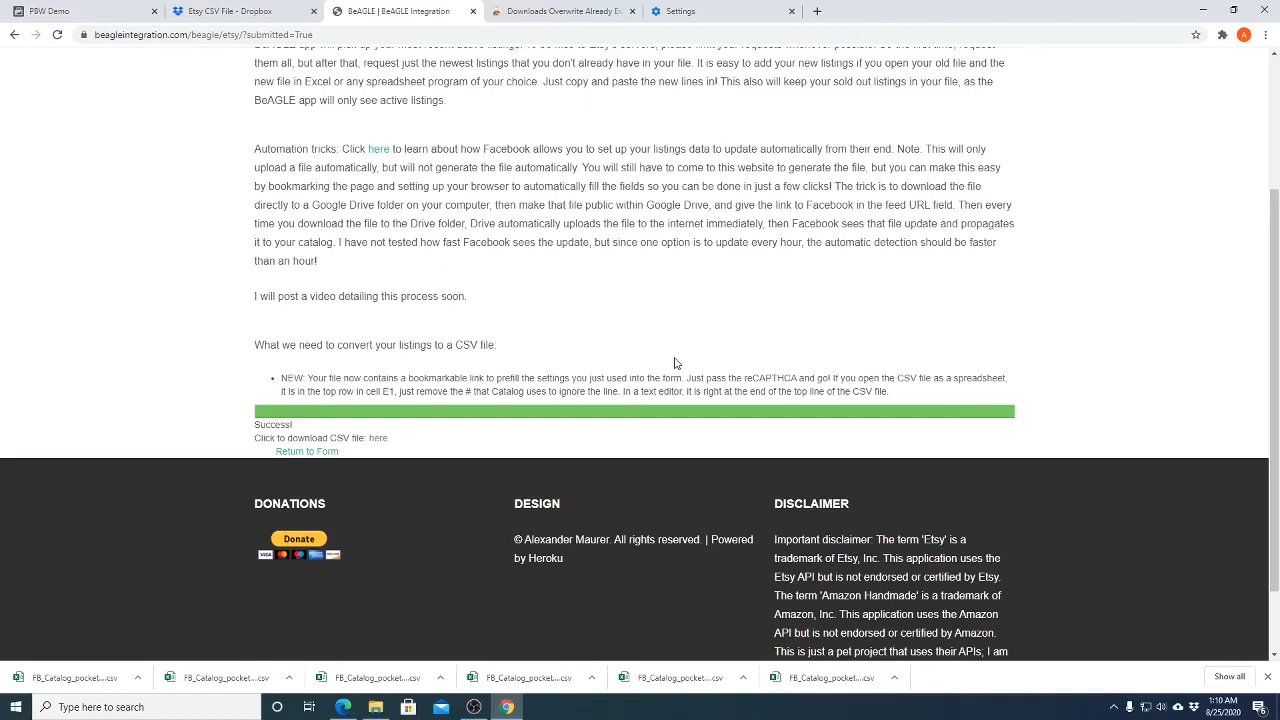 PBW Demo
Etsy CSV File - Dropbox
BeAGLE | BeAGLE Integration
Downloads Overwrite Already Ex
Settings
beagleintegration.com/beagle/etsy/?submitted=True
A
them all, but after that, request just the newest listings that you don't already have in your file. It is easy to add your new listings if you open your old file and the
new file in Excel or any spreadsheet program of your choice. Just copy and paste the new lines in! This also will keep your sold out listings in your file, as the
BeAGLE app will only see active listings.
Automation tricks: Click here to learn about how Facebook allows you to set up your listings data to update automatically from their end. Note: This will only
upload a file automatically, but will not generate the file automatically. You will still have to come to this website to generate the file, but you can make this easy
by bookmarking the page and setting up your browser to automatically fill the fields so you can be done in just a few clicks! The trick is to download the file
directly to a Google Drive folder on your computer, then make that file public within Google Drive, and give the link to Facebook in the feed URL field. Then every
time you download the file to the Drive folder, Drive automatically uploads the file to the internet immediately, then Facebook sees that file update and propagates
it to your catalog. I have not tested how fast Facebook sees the update, but since one option is to update every hour, the automatic detection should be faster
than an hour!
I will post a video detailing this process soon.
What we need to convert your listings to a CSV file:
• NEW: Your file now contains a bookmarkable link to prefill the settings you just used into the form. Just pass the reCAPTHCA and go! If you open the CSV file as a spreadsheet,
it is in the top row in cell E1, just remove the # that Catalog uses to ignore the line. In a text editor, it is right at the end of the top line of the CSV file.
Success!
Click to download CSV file: here
Return to Form
DONATIONS
Donate
VISA
DESIGN
© Alexander Maurer. All rights reserved. | Powered
by Heroku
DISCLAIMER
Important disclaimer: The term 'Etsy' is a
trademark of Etsy, Inc. This application uses the
Etsy API but is not endorsed or certified by Etsy.
The term 'Amazon Handmade' is a trademark of
Amazon, Inc. This application uses the Amazon
API but is not endorsed or certified by Amazon.
This is just a pet project that uses their APIs; I am
FB_Catalog_pocket....csv
FB_Catalog_pocket....csv
FB_Catalog_pocket....csv
FB_Catalog_pocket....csv
FB_Catalog_pocket....csv
FB_Catalog_pocket....csv
Show all
Type here to search
1:10 AM
8/25/2020